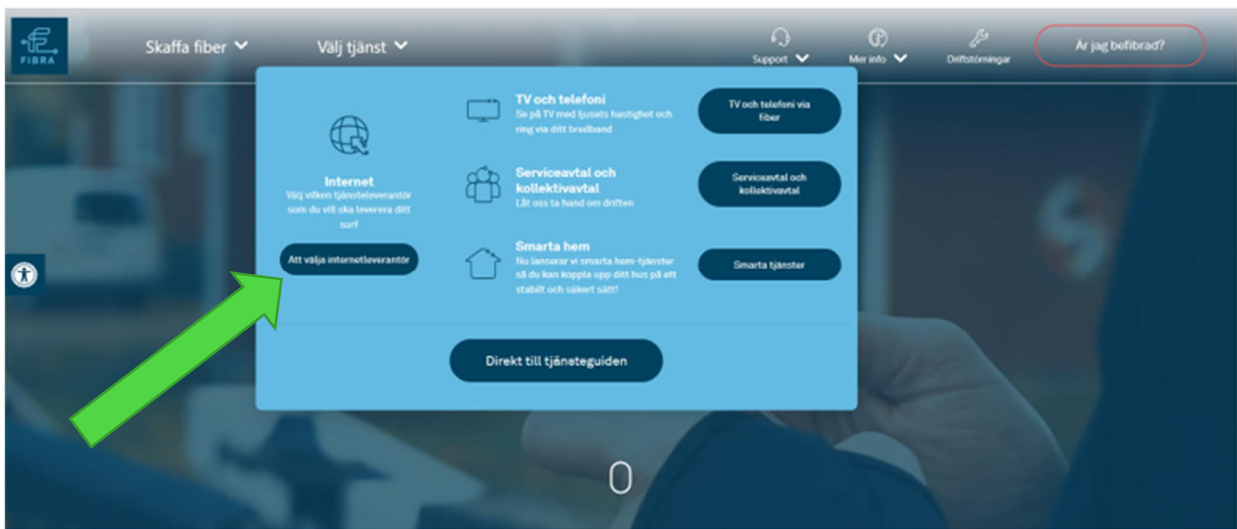 FIBRA
Skaffa fiber
Välj tjänst
Support
Mer info
Driftstörningar
Är jag bofibrad?
Internet
Välj vilken tjänsteleverantör
som du vill ska leverera ditt
surf
Att välja internetleverantör
TV och telefoni
Se på TV med ljusets hastighet och
ring via ditt bredband
TV och telefoni via
fiber
Serviceavtal och
kollektivavtal
Låt oss ta hand om driften
Serviceavtal och
kollektivavtal
Smarta hem
Nu lanserar vi smarta hem-tjänster
så du kan koppla upp ditt hus på ett
stabilt och säkert sätt!
Smarta tjänster
Direkt till tjänsteguiden